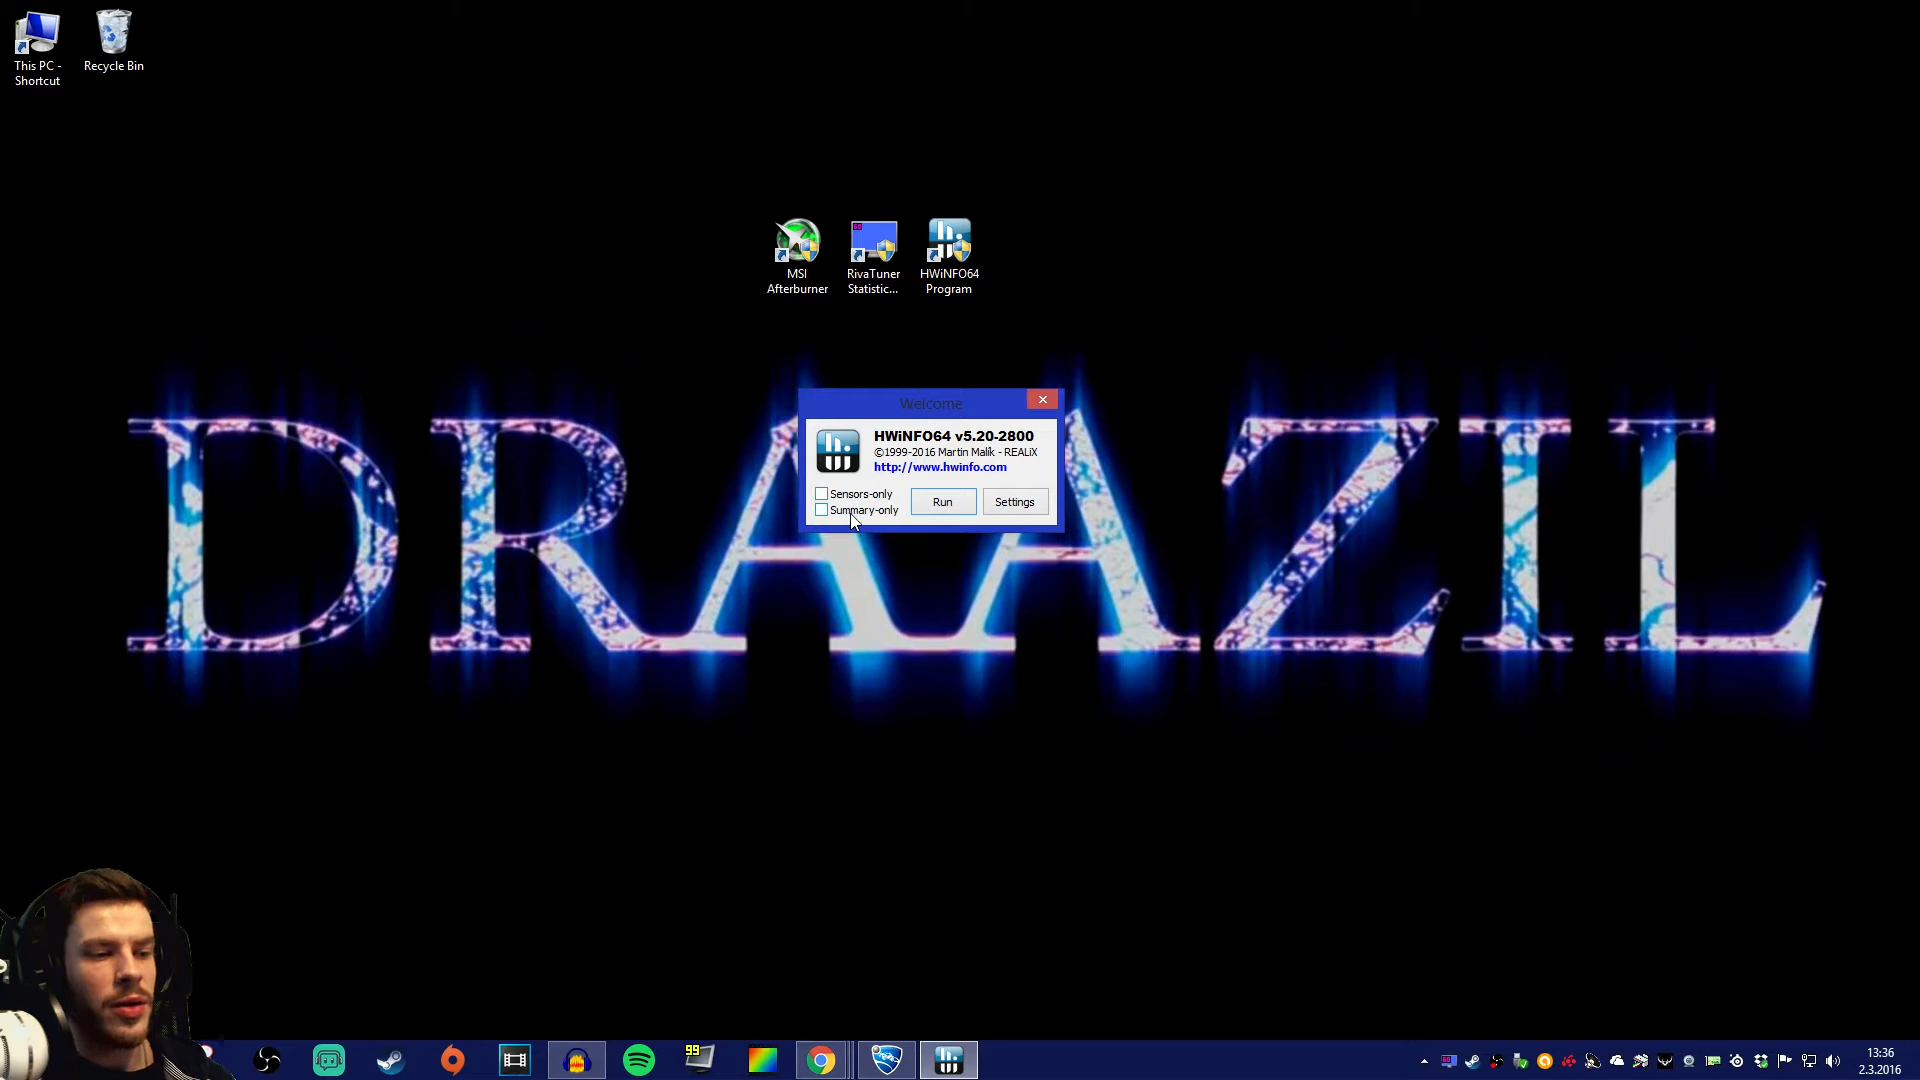 This PC -
Shortcut
Recycle Bin
MSI
Afterburner
RivaTuner
Statistic...
HWiNFO64
Program
DRAAZIL
Welcome
HWiNFO64 v5.20-2800
©1999-2016 Martin Malík - REALiX
http://www.hwinfo.com
Sensors-only
Summary-only
Run
Settings
99
13:36
2.3.2016